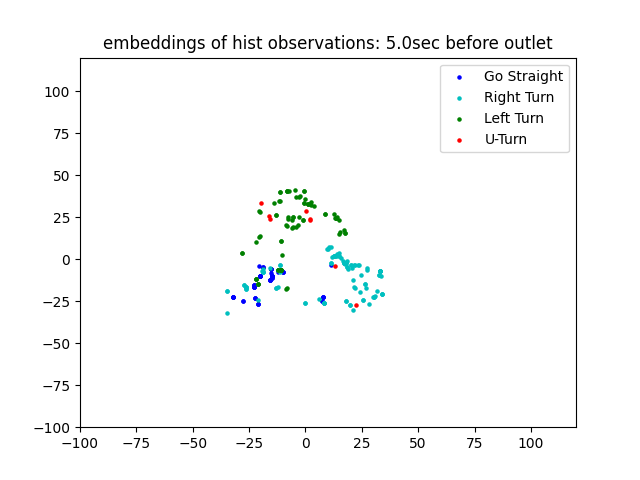 embeddings of hist observations: 5.0sec before outlet
Go Straight
Right Turn
Left Turn
U-Turn
100
75
50
25
0
−25
−50
−75
−100
−100 −75 −50 −25 0 25 50 75 100